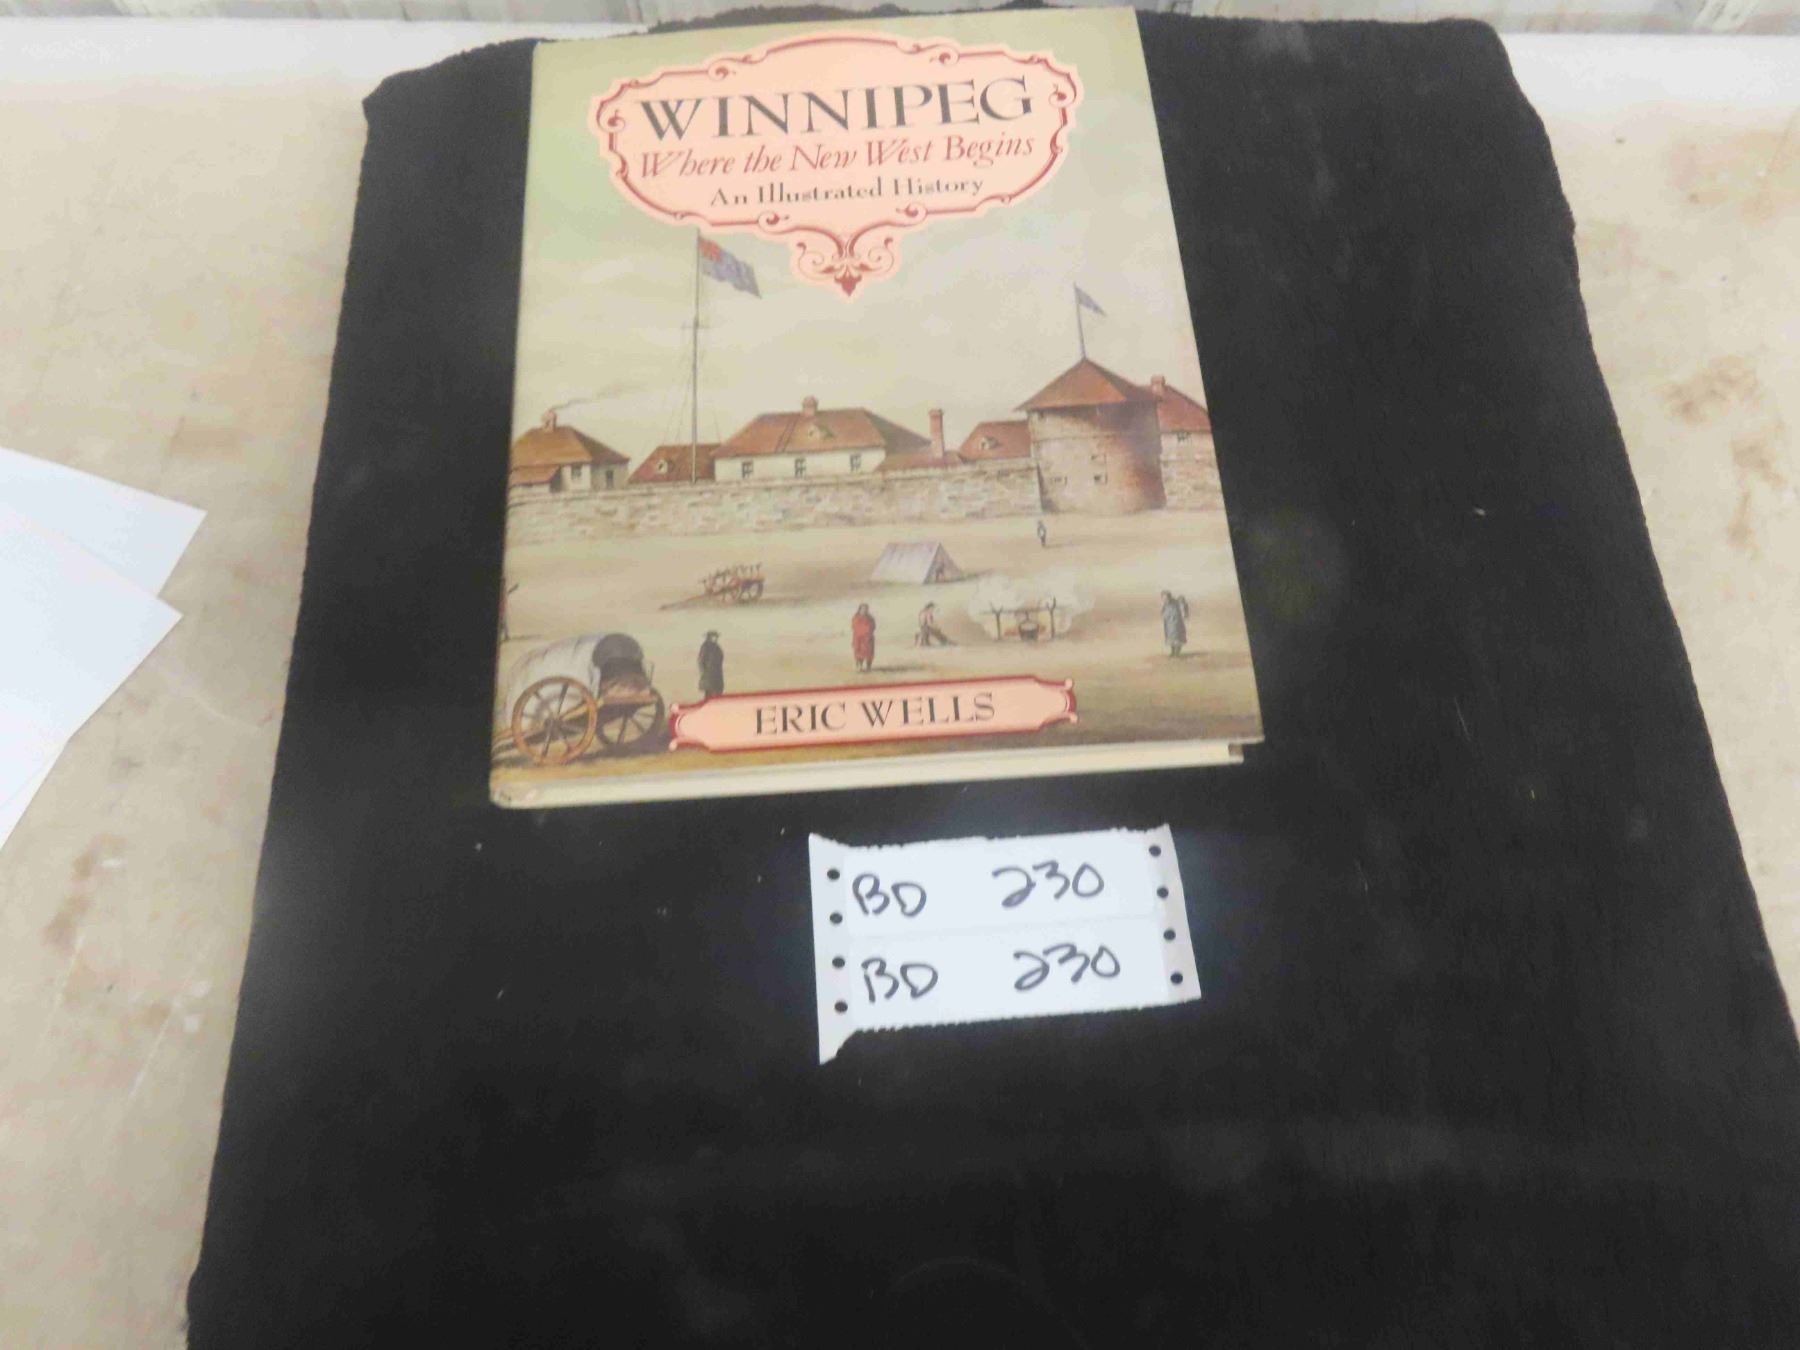 WINNIPEG
Where the New West Begins
An Illustrated History
ERIC WELLS
BD 230
BD 230